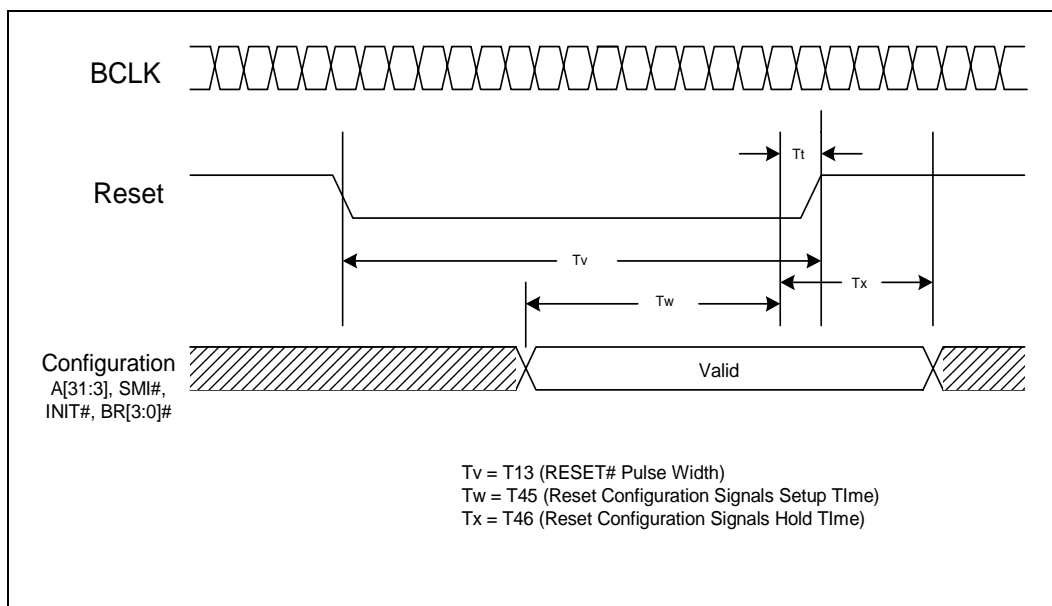 BCLK
Tt
Reset
Tv
Tx
Tw
Configuration
A[31:3], SMI#,
INIT#, BR[3:0]#
Valid
Tv = T13 (RESET# Pulse Width)
Tw = T45 (Reset Configuration Signals Setup TIme)
Tx = T46 (Reset Configuration Signals Hold TIme)